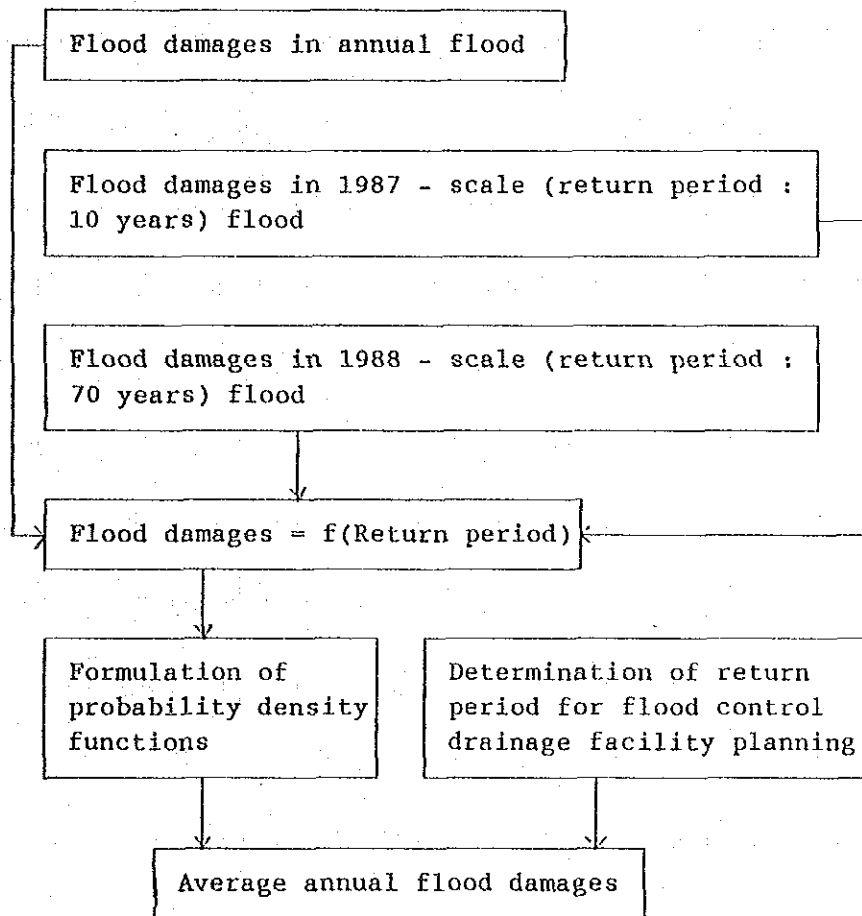 Flood damages in annual flood
Flood damages in 1987 - scale (return period :
10 years) flood
Flood damages in 1988 - scale (return period :
70 years) flood
Flood damages = f(Return period)
Formulation of
probability density
functions
Determination of return
period for flood control
drainage facility planning
Average annual flood damages